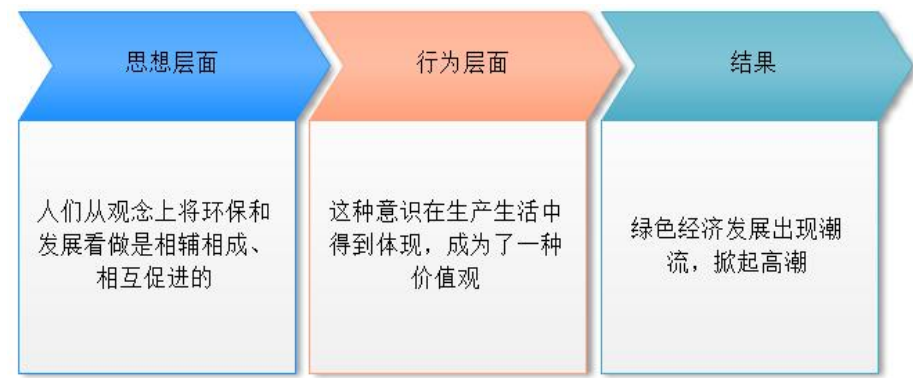 思想层面
行为层面
结果
人们从观念上将环保和
发展看做是相辅相成、
相互促进的
这种意识在生产生活中
得到体现，成为了一种
价值观
绿色经济发展出现潮
流，掀起高潮